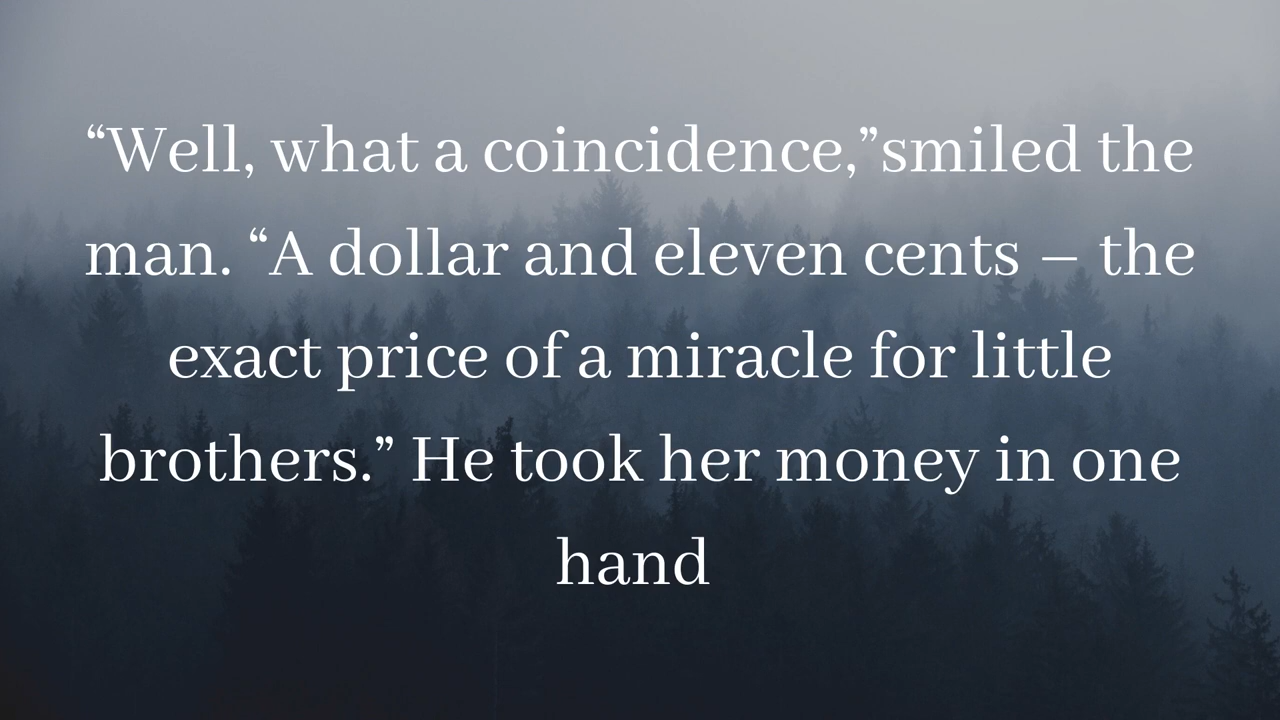 “Well, what a coincidence,”smiled the
man. “A dollar and eleven cents – the
exact price of a miracle for little
brothers.” He took her money in one
hand